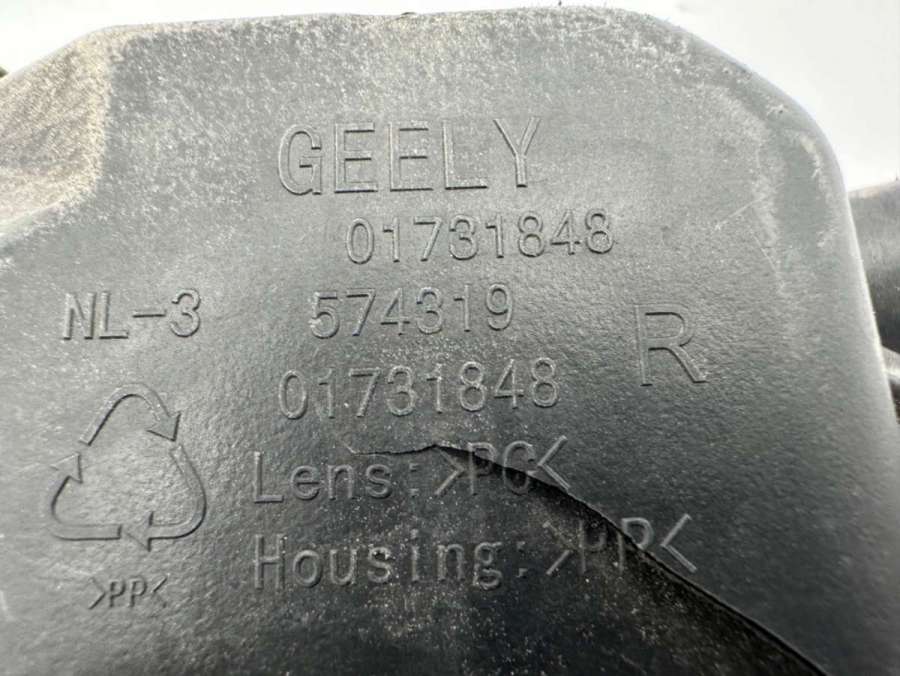 GEELY
01731848
NL-3 574319 R
01731848
Lens:>PC<
Housing:>PP<
>PP<